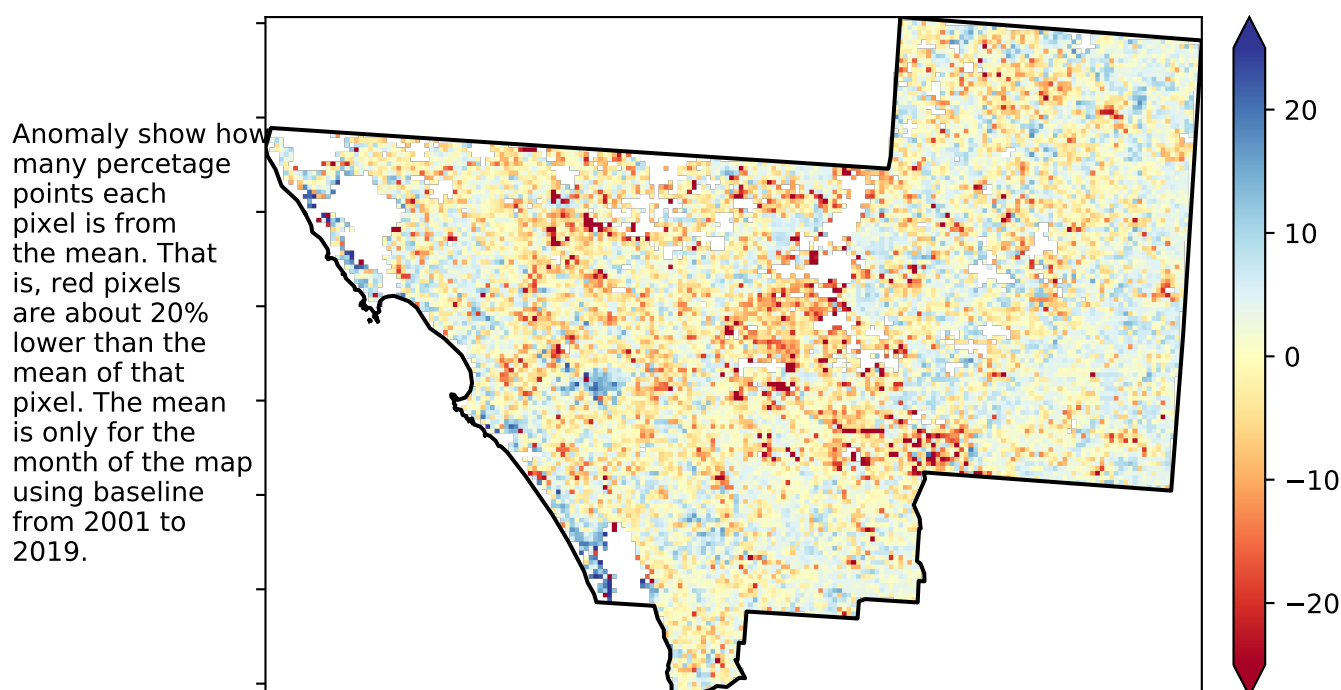 Anomaly show how
many percetage
points each
pixel is from
the mean. That
is, red pixels
are about 20%
lower than the
mean of that
pixel. The mean
is only for the
month of the map
using baseline
from 2001 to
2019.
20
10
0
−10
−20